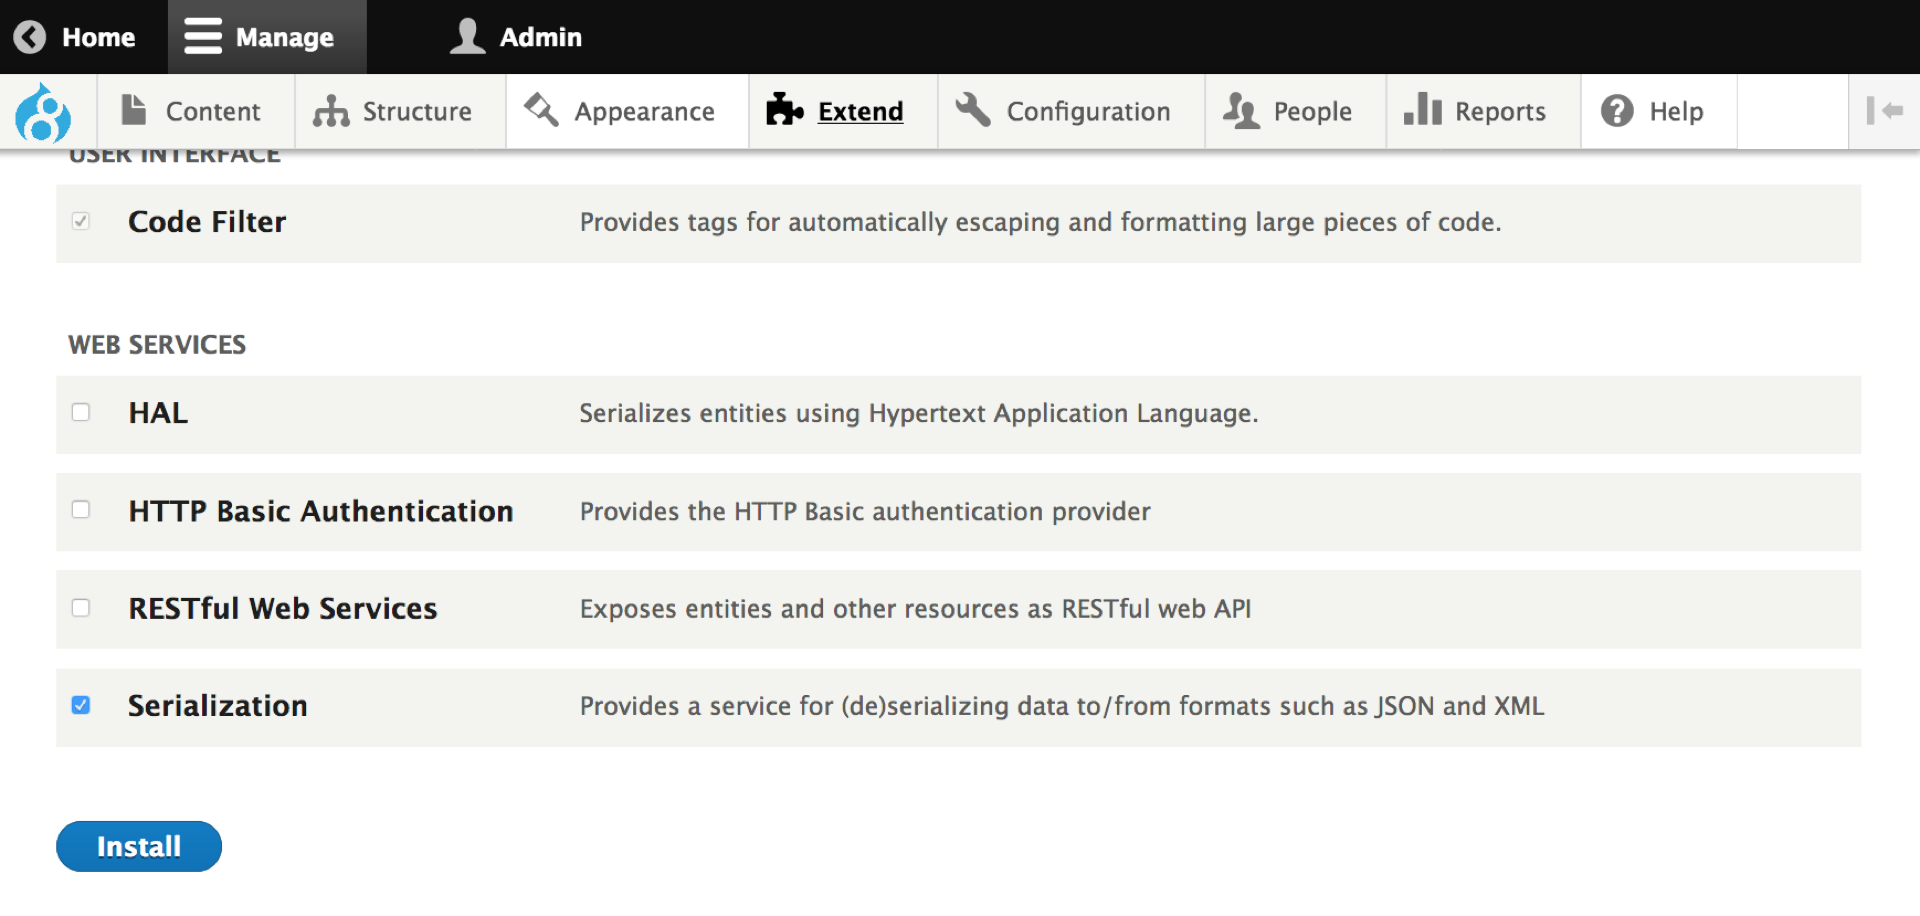 Home Manage Admin
Content Structure Appearance Extend Configuration People Reports Help
USER INTERFACE
Code Filter Provides tags for automatically escaping and formatting large pieces of code.
WEB SERVICES
HAL Serializes entities using Hypertext Application Language.
HTTP Basic Authentication Provides the HTTP Basic authentication provider
RESTful Web Services Exposes entities and other resources as RESTful web API
Serialization Provides a service for (de)serializing data to/from formats such as JSON and XML
Install